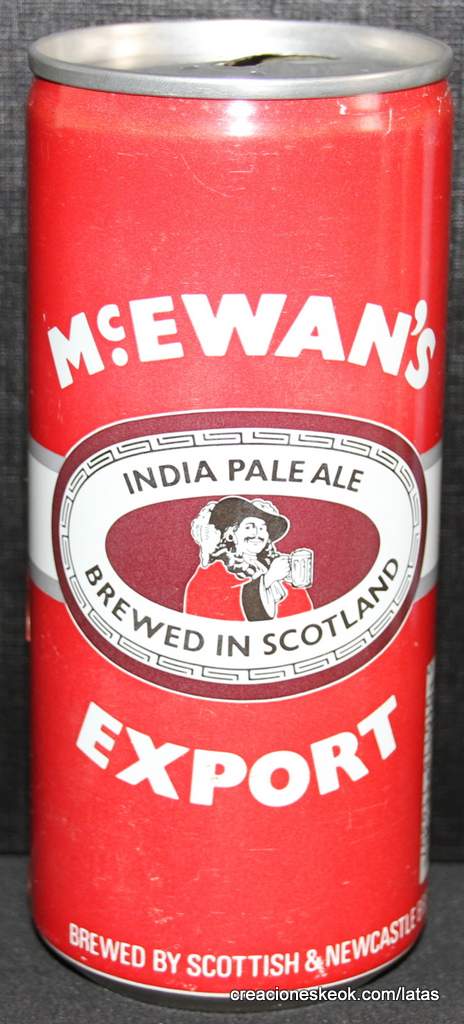 McEWAN'S
INDIA PALE ALE
BREWED IN SCOTLAND
EXPORT
BREWED BY SCOTTISH & NEWCASTLE
creacioneskeok.com/latas